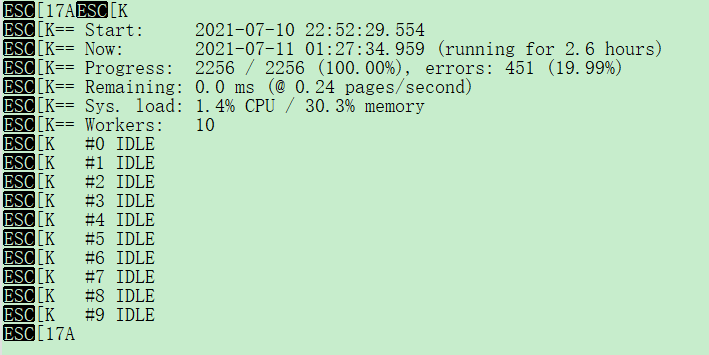 ESC[17AESC[K
ESC[K== Start:     2021-07-10 22:52:29.554
ESC[K== Now:       2021-07-11 01:27:34.959 (running for 2.6 hours)
ESC[K== Progress:  2256 / 2256 (100.00%), errors: 451 (19.99%)
ESC[K== Remaining: 0.0 ms (@ 0.24 pages/second)
ESC[K== Sys. load: 1.4% CPU / 30.3% memory
ESC[K== Workers:   10
ESC[K   #0 IDLE
ESC[K   #1 IDLE
ESC[K   #2 IDLE
ESC[K   #3 IDLE
ESC[K   #4 IDLE
ESC[K   #5 IDLE
ESC[K   #6 IDLE
ESC[K   #7 IDLE
ESC[K   #8 IDLE
ESC[K   #9 IDLE
ESC[17A